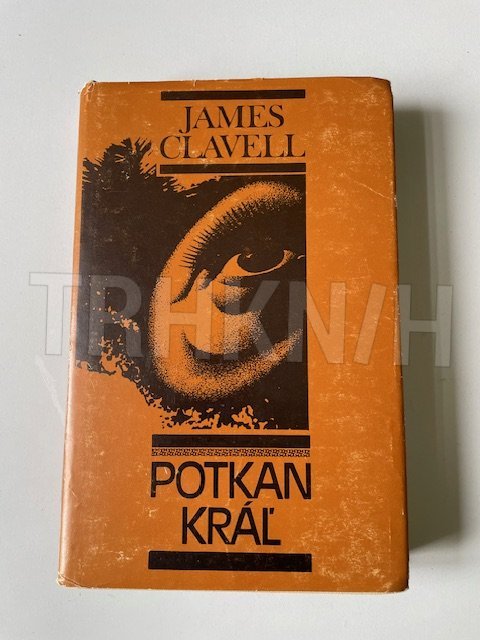 JAMES
CLAVELL
TRHKNIH
POTKAN
KRÁĽ